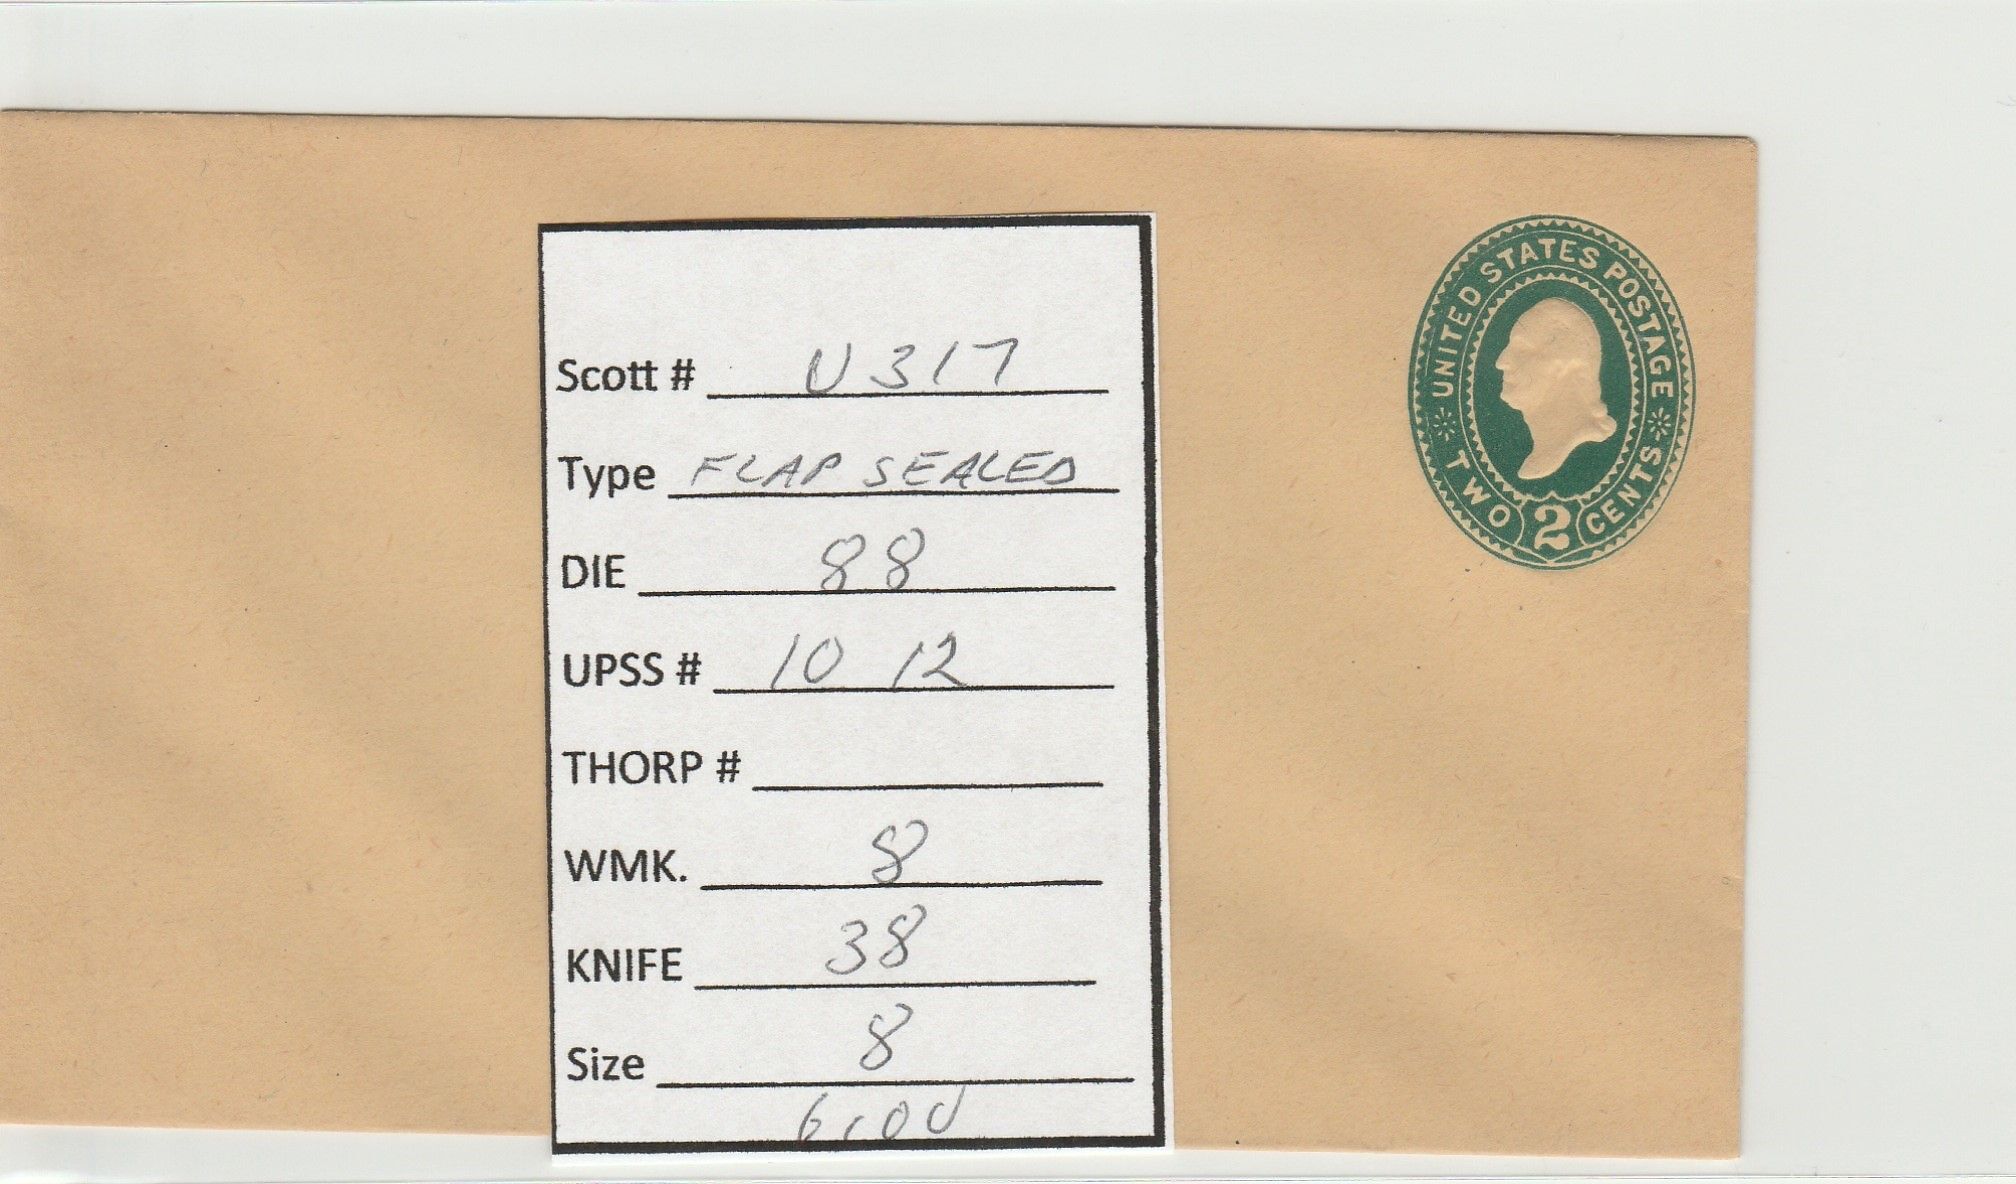 Scott # U317
Type FLAP SEALED
DIE 88
UPSS # 10 12
THORP #
WMK. 8
KNIFE 38
Size 8
6,00
UNITED STATES POSTAGE
TWO 2 CENTS